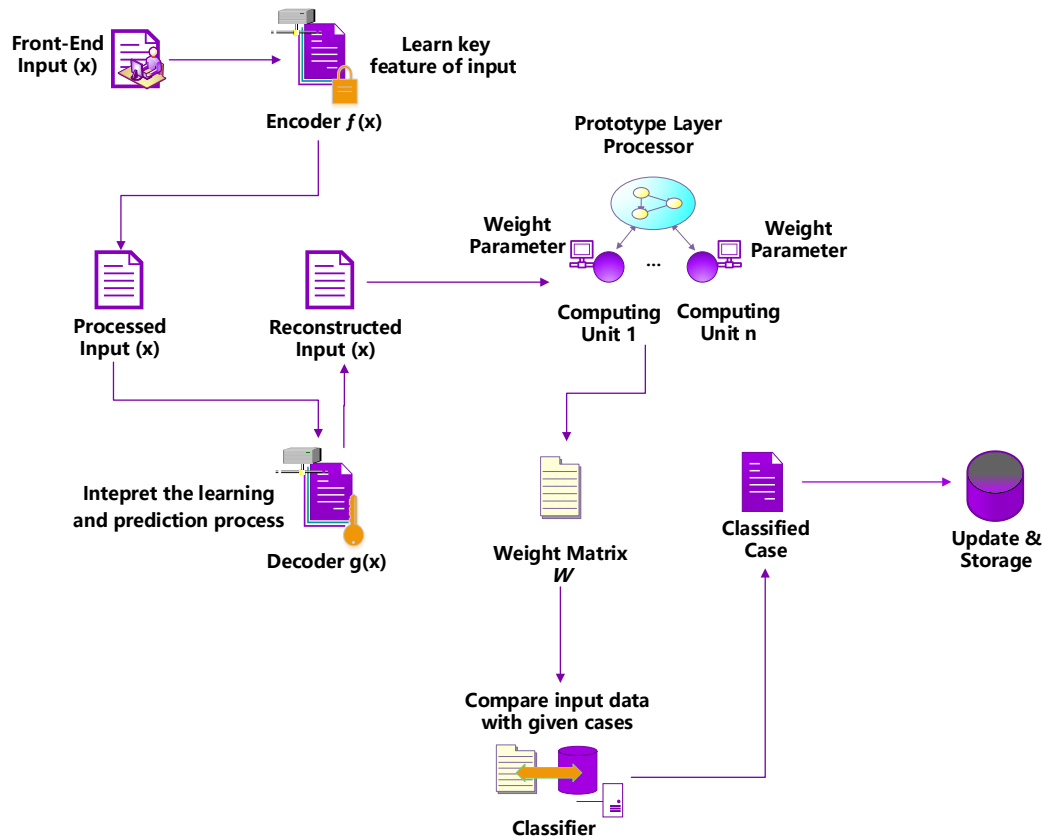 Front-End
Input (x)
Learn key
feature of input
Encoder f (x)
Prototype Layer
Processor
Weight
Parameter
Weight
Parameter
...
Computing
Unit 1
Computing
Unit n
Processed
Input (x)
Reconstructed
Input (x)
Intepret the learning
and prediction process
Decoder g(x)
Weight Matrix
W
Classified
Case
Update &
Storage
Compare input data
with given cases
Classifier